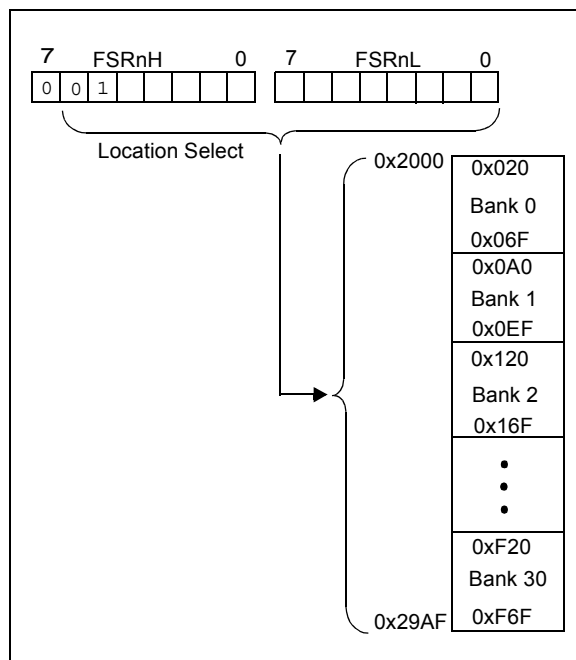 7 FSRnH 0 7 FSRnL 0
0 0 1
Location Select
0x2000
0x020
Bank 0
0x06F
0x0A0
Bank 1
0x0EF
0x120
Bank 2
0x16F
0xF20
Bank 30
0x29AF
0xF6F